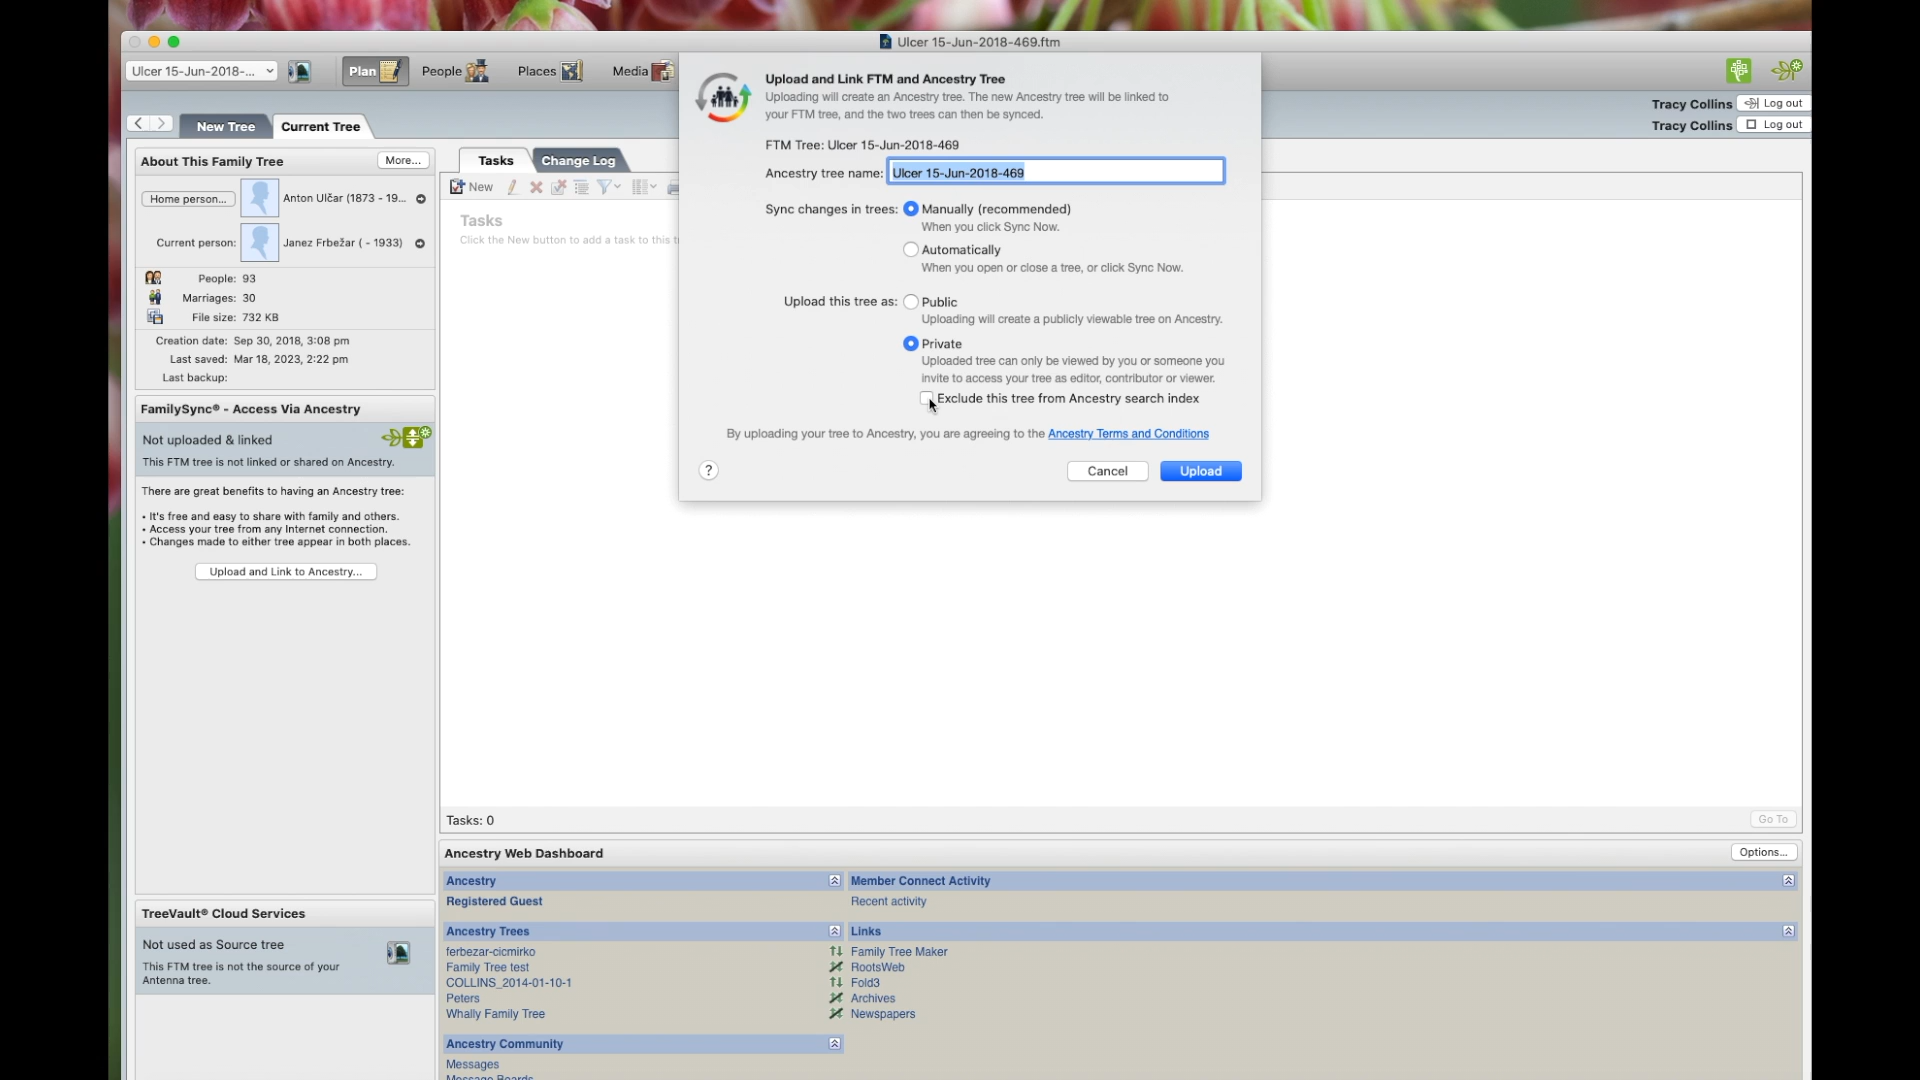 Ulcer 15-Jun-2018-469.ftm
Ulcer 15-Jun-2018-...
Plan
People
Places
Media
Tracy Collins
Log out
Tracy Collins
Log out
New Tree
Current Tree
About This Family Tree
More...
Home person...
Anton Ulčar (1873 - 19...
Current person:
Janez Frbežar ( - 1933)
People: 93
Marriages: 30
File size: 732 KB
Creation date: Sep 30, 2018, 3:08 pm
Last saved: Mar 18, 2023, 2:22 pm
Last backup:
FamilySync® - Access Via Ancestry
Not uploaded & linked
This FTM tree is not linked or shared on Ancestry.
There are great benefits to having an Ancestry tree:
• It's free and easy to share with family and others.
• Access your tree from any Internet connection.
• Changes made to either tree appear in both places.
Upload and Link to Ancestry...
TreeVault® Cloud Services
Not used as Source tree
This FTM tree is not the source of your
Antenna tree.
Tasks
Change Log
New
Tasks
Click the New button to add a task to this t
Upload and Link FTM and Ancestry Tree
Uploading will create an Ancestry tree. The new Ancestry tree will be linked to
your FTM tree, and the two trees can then be synced.
FTM Tree: Ulcer 15-Jun-2018-469
Ancestry tree name: Ulcer 15-Jun-2018-469
Sync changes in trees: Manually (recommended)
When you click Sync Now.
Automatically
When you open or close a tree, or click Sync Now.
Upload this tree as: Public
Uploading will create a publicly viewable tree on Ancestry.
Private
Uploaded tree can only be viewed by you or someone you
invite to access your tree as editor, contributor or viewer.
Exclude this tree from Ancestry search index
By uploading your tree to Ancestry, you are agreeing to the Ancestry Terms and Conditions
?
Cancel
Upload
Tasks: 0
Go To
Ancestry Web Dashboard
Options...
Ancestry
Registered Guest
Ancestry Trees
ferbezar-cicmirko
Family Tree test
COLLINS_2014-01-10-1
Peters
Whally Family Tree
Ancestry Community
Messages
Message Boards
Member Connect Activity
Recent activity
Links
Family Tree Maker
RootsWeb
Fold3
Archives
Newspapers